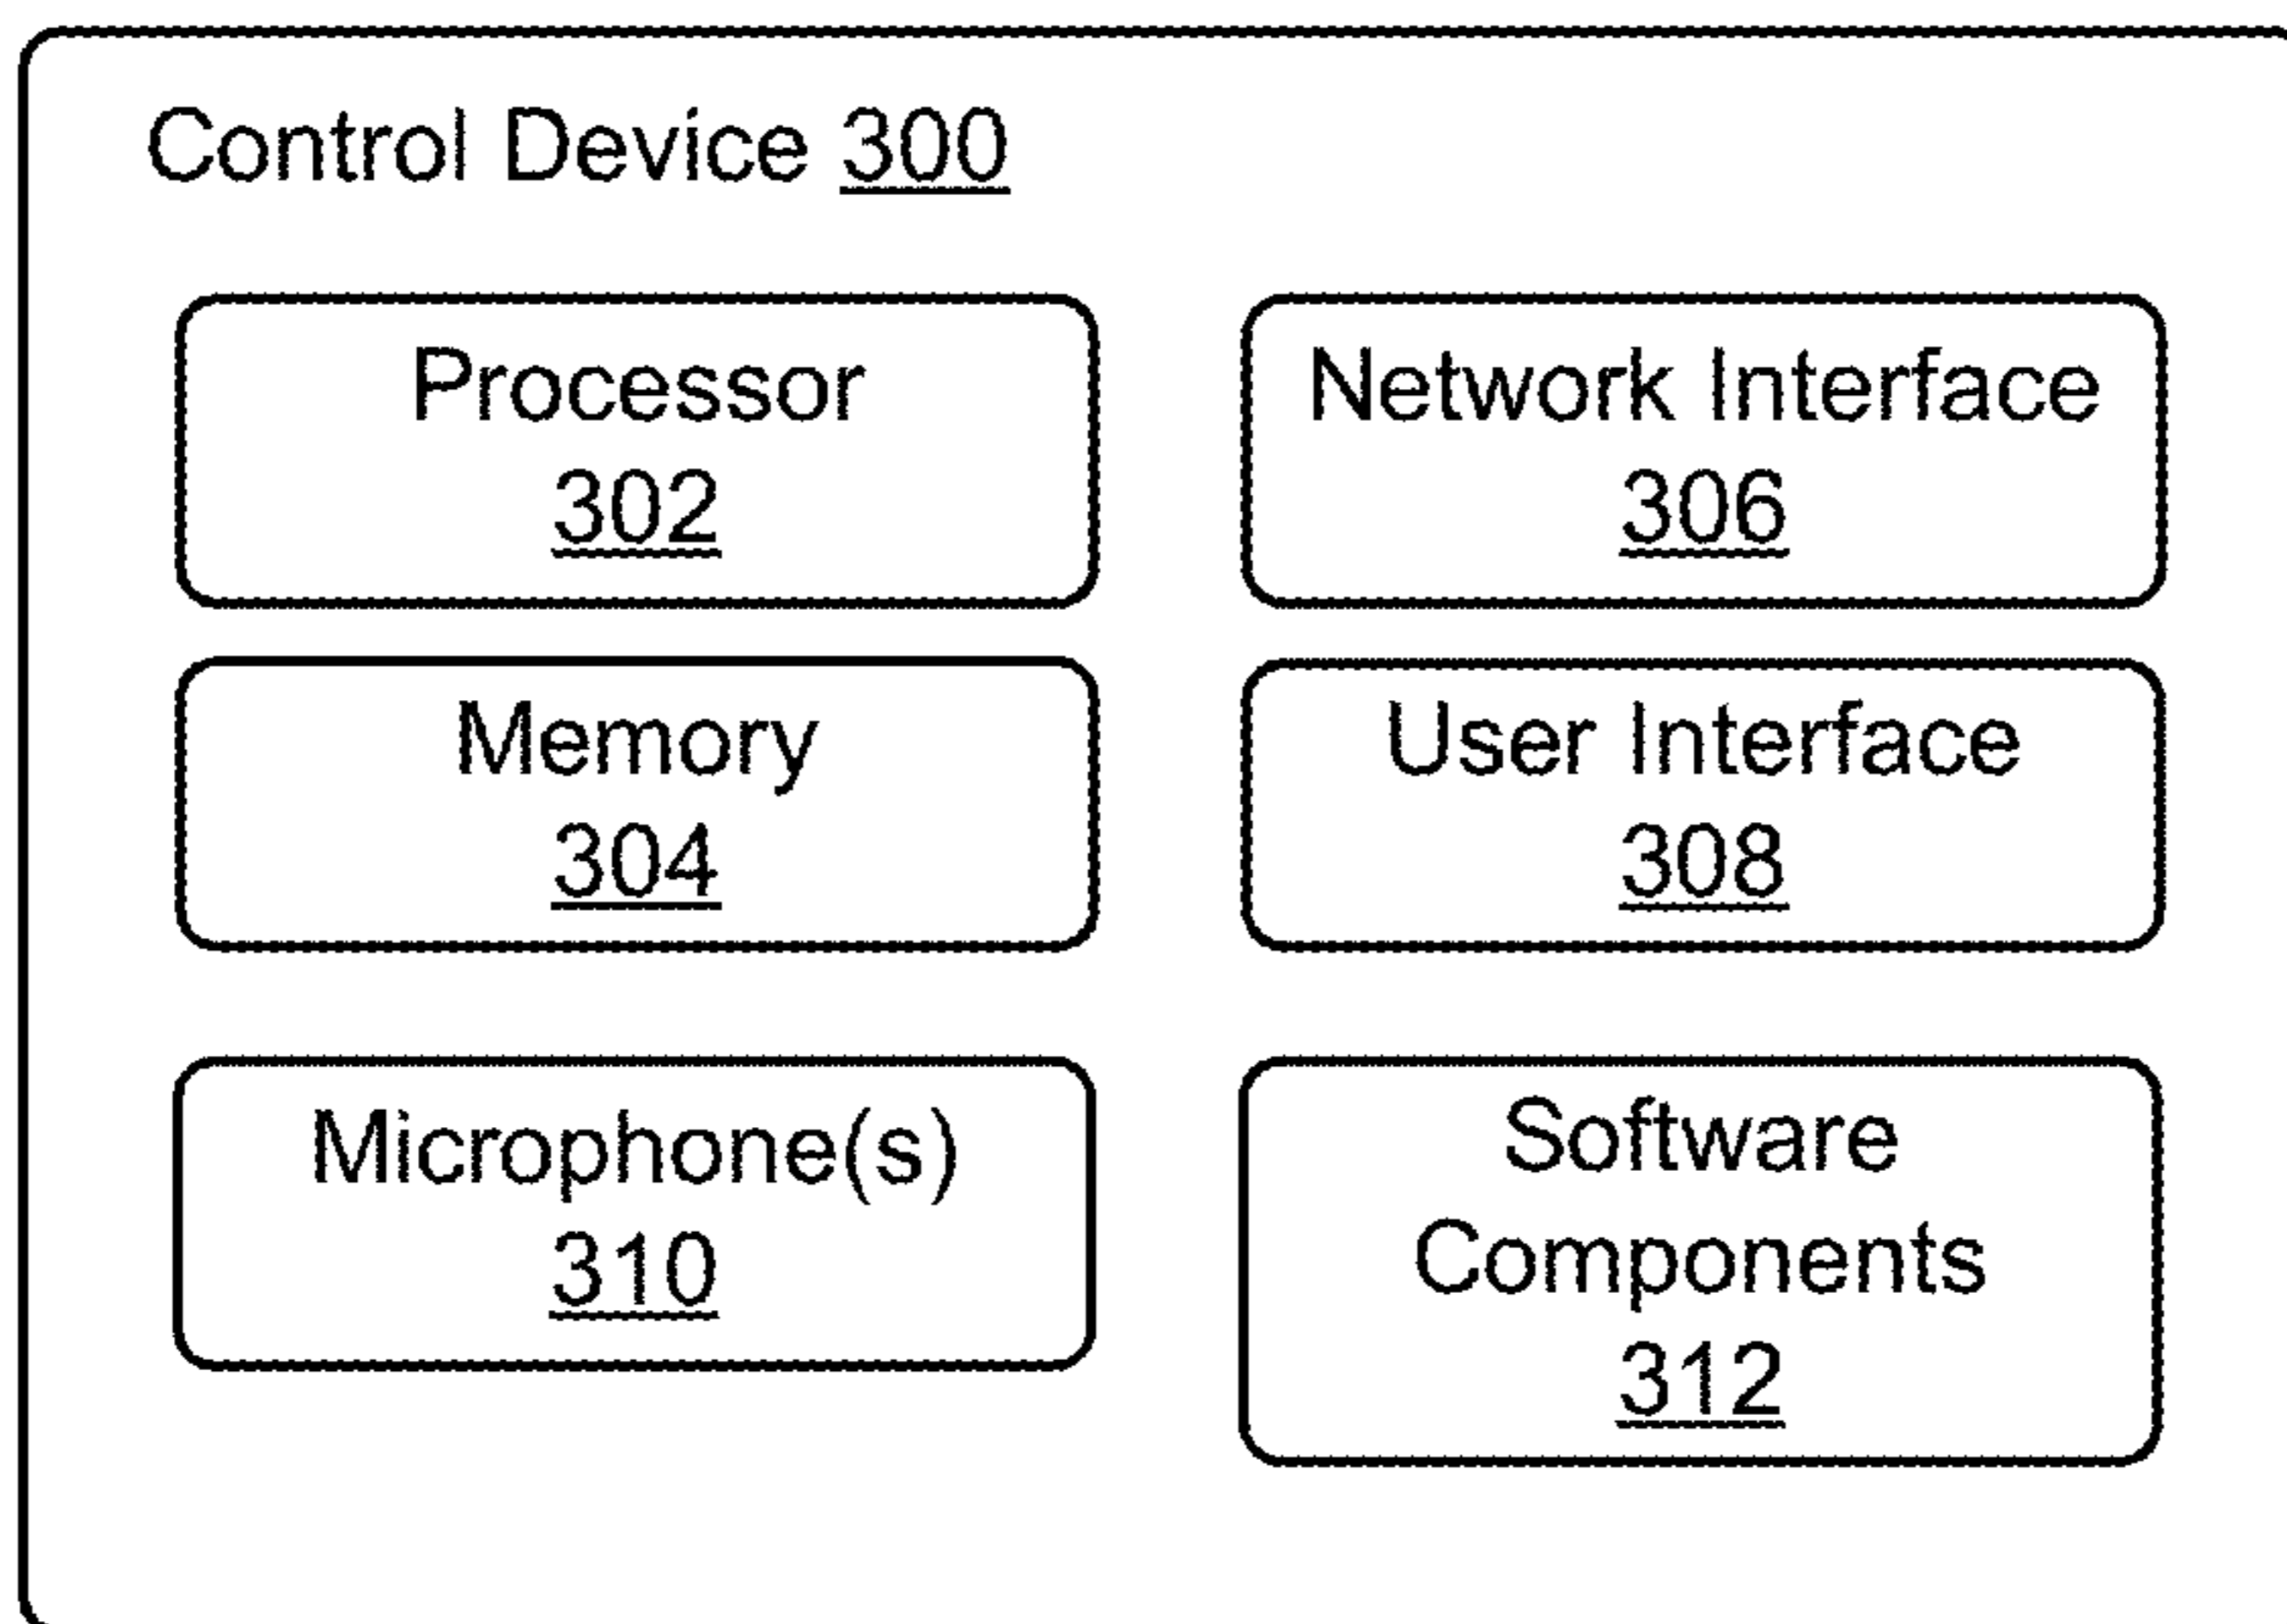 Control Device 300
Processor
302
Network Interface
306
Memory
304
User Interface
308
Microphone(s)
310
Software
Components
312